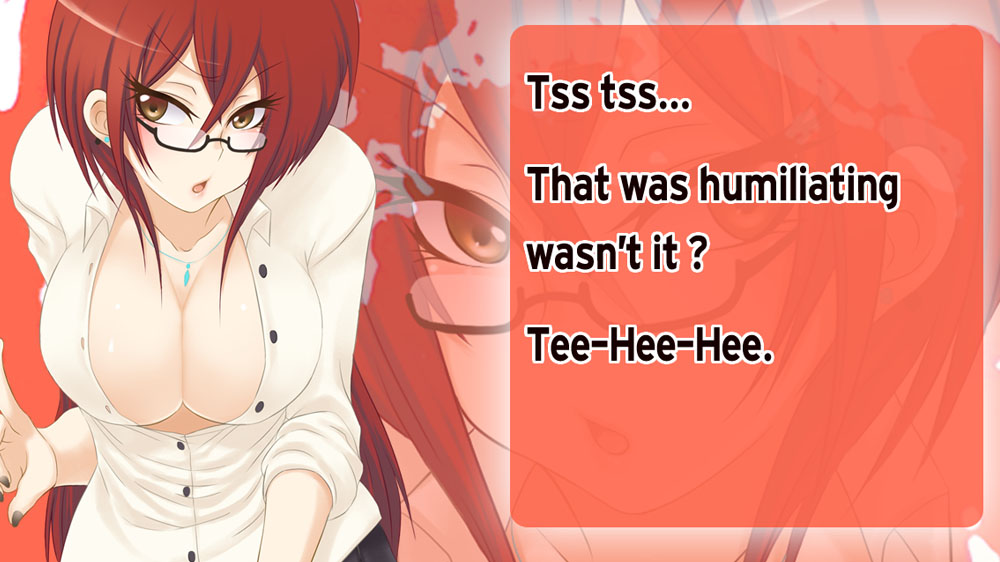 Tss tss...
That was humiliating
wasn't it ?
Tee-Hee-Hee.